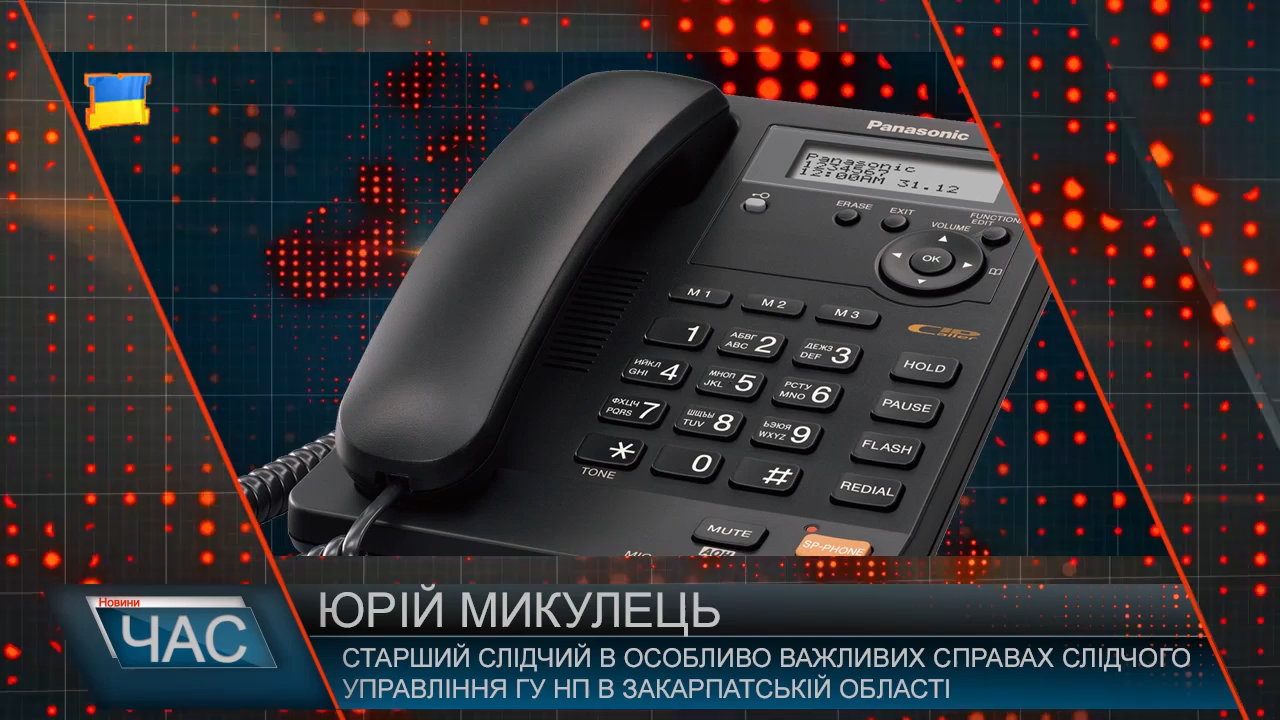 Panasonic
Panasonic
12:00AM 31.12
ERASE
EXIT
VOLUME
FUNCTION
EDIT
OK
M 1
M 2
M 3
1
АБВГ
ABC 2
ДЕЖЗ
DEF 3
HOLD
ИЙКЛ
GHI 4
МНОП
JKL 5
РСТУ
MNO 6
PAUSE
ФХЦЧ
PQRS 7
ШЩЬЫ
TUV 8
ЬЭЮЯ
WXYZ 9
FLASH
*
TONE
0
#
REDIAL
MUTE
SP-PHONE
Новини
ЧАС
ЮРІЙ МИКУЛЕЦЬ
СТАРШИЙ СЛІДЧИЙ В ОСОБЛИВО ВАЖЛИВИХ СПРАВАХ СЛІДЧОГО
УПРАВЛІННЯ ГУ НП В ЗАКАРПАТСЬКІЙ ОБЛАСТІ